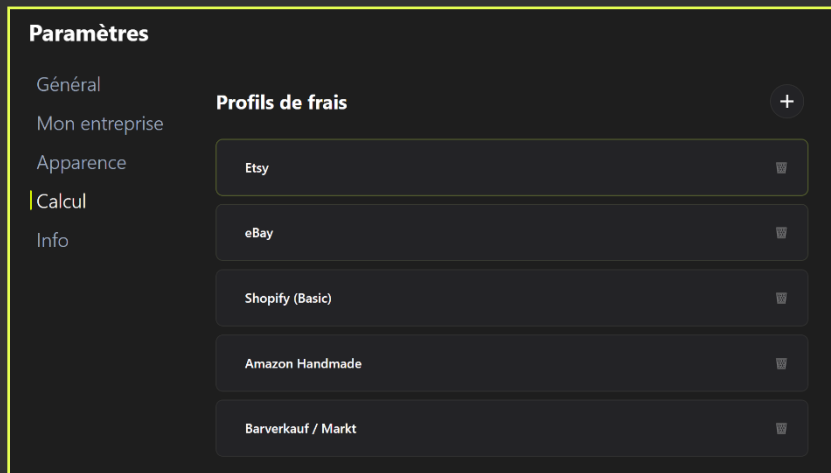 Paramètres
Général
Mon entreprise
Apparence
Calcul
Info
Profils de frais
Etsy
eBay
Shopify (Basic)
Amazon Handmade
Barverkauf / Markt